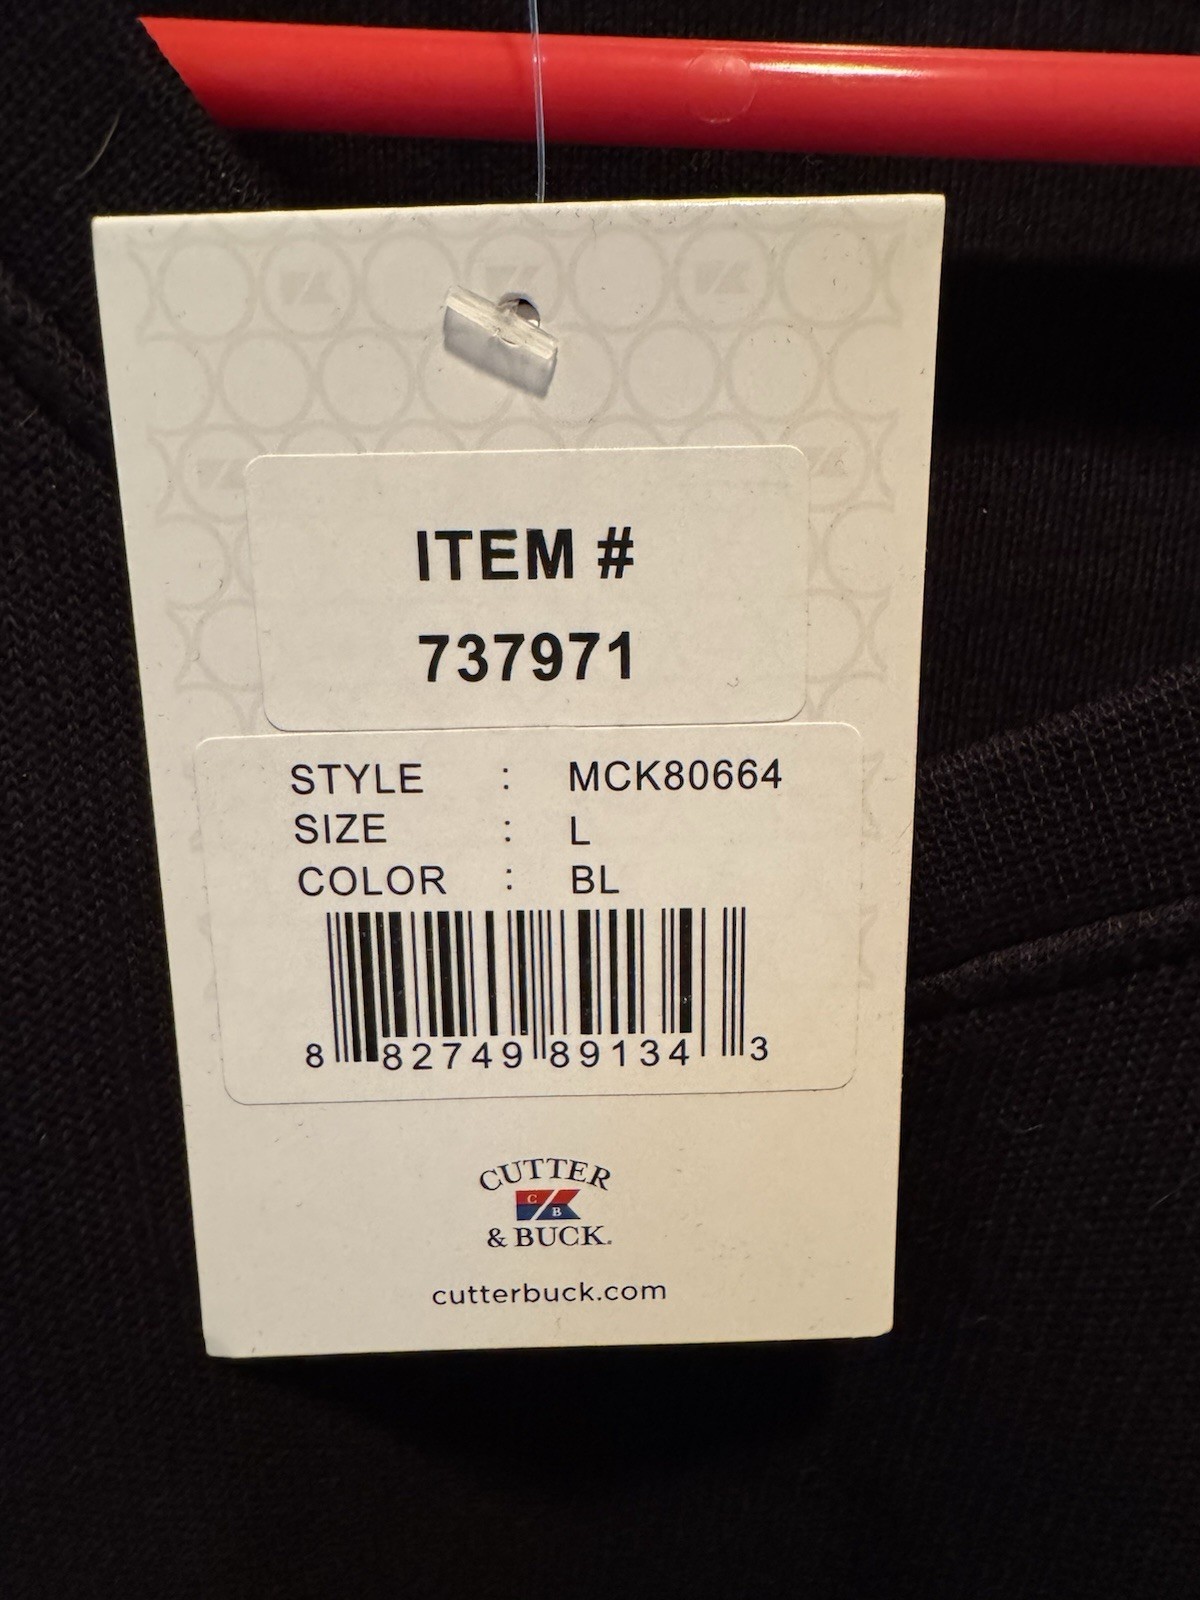 ITEM #
737971
STYLE : MCK80664
SIZE : L
COLOR : BL
8 82749 89134 3
CUTTER
C
B
& BUCK.
cutterbuck.com